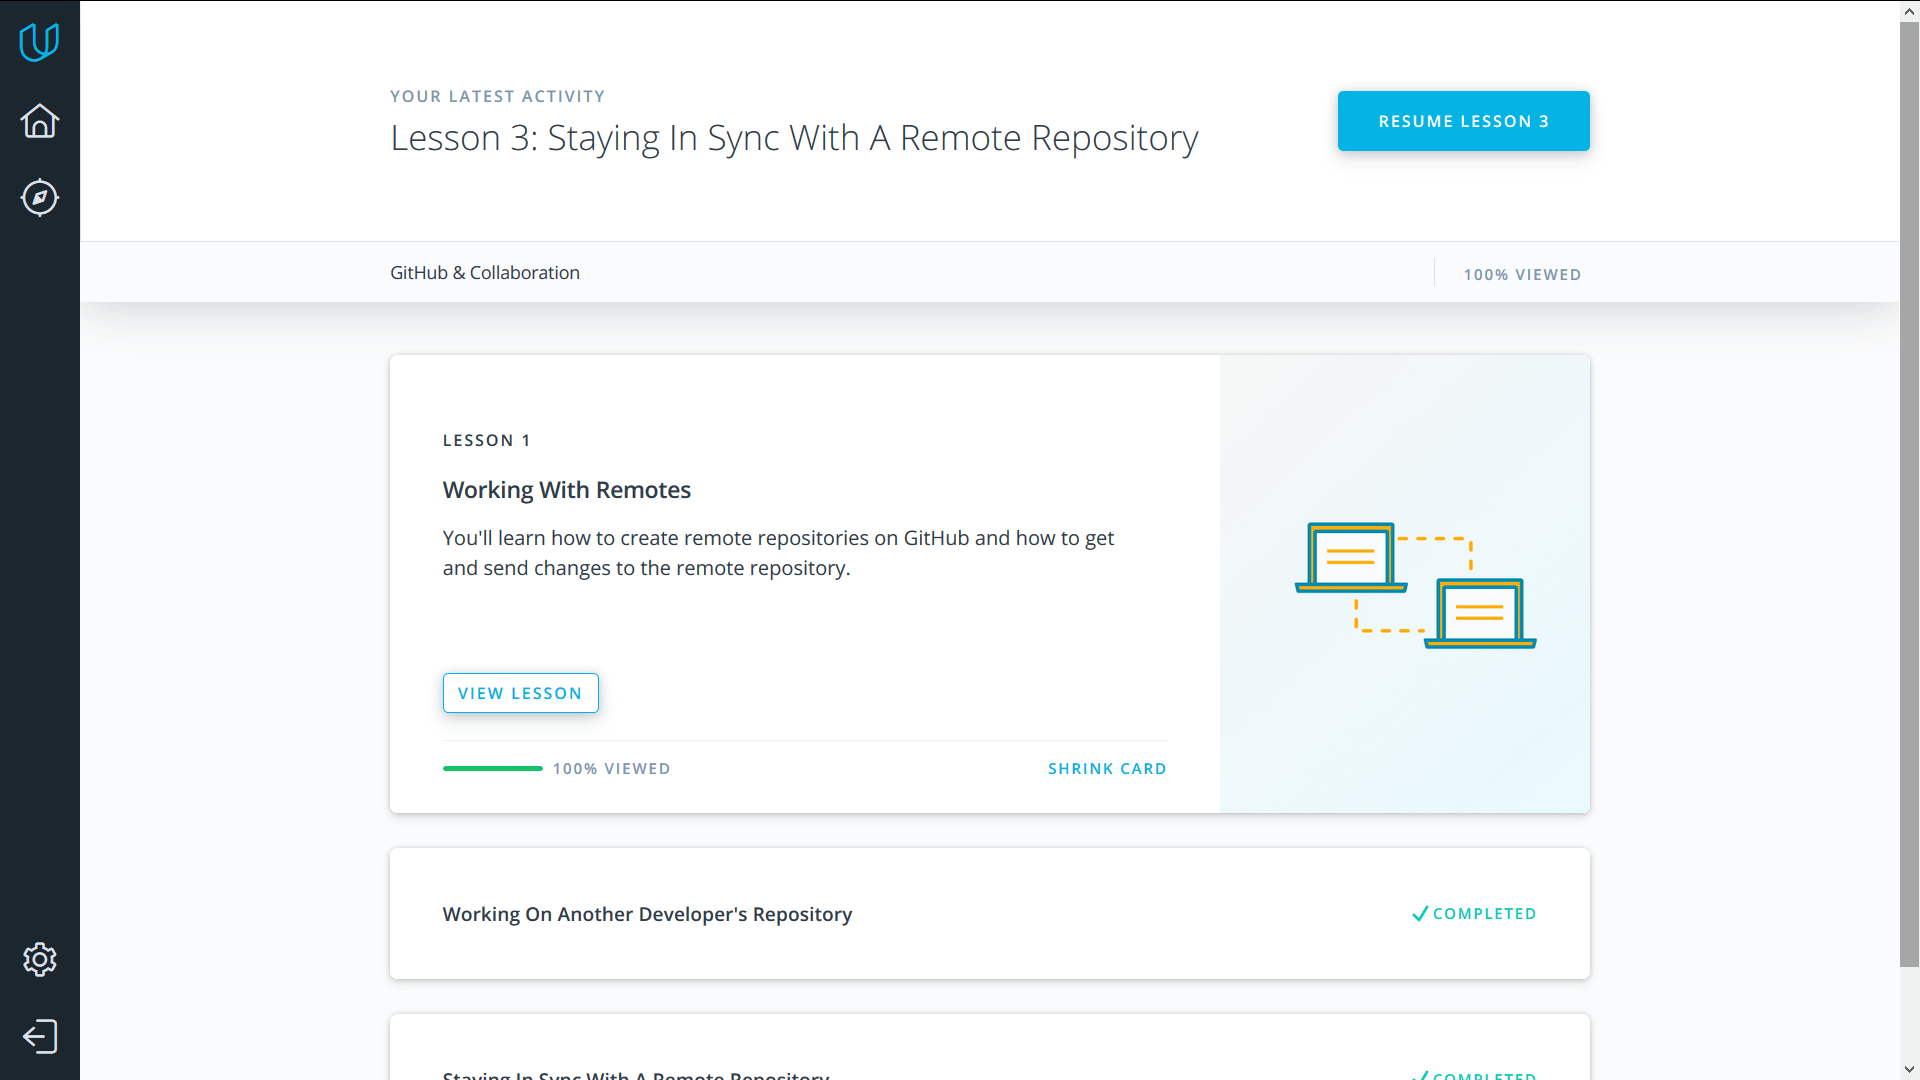 YOUR LATEST ACTIVITY
Lesson 3: Staying In Sync With A Remote Repository
RESUME LESSON 3
GitHub & Collaboration
100% VIEWED
LESSON 1
Working With Remotes
You'll learn how to create remote repositories on GitHub and how to get
and send changes to the remote repository.
VIEW LESSON
100% VIEWED
SHRINK CARD
Working On Another Developer's Repository
COMPLETED
Staying In Sync With A Remote Repository
COMPLETED